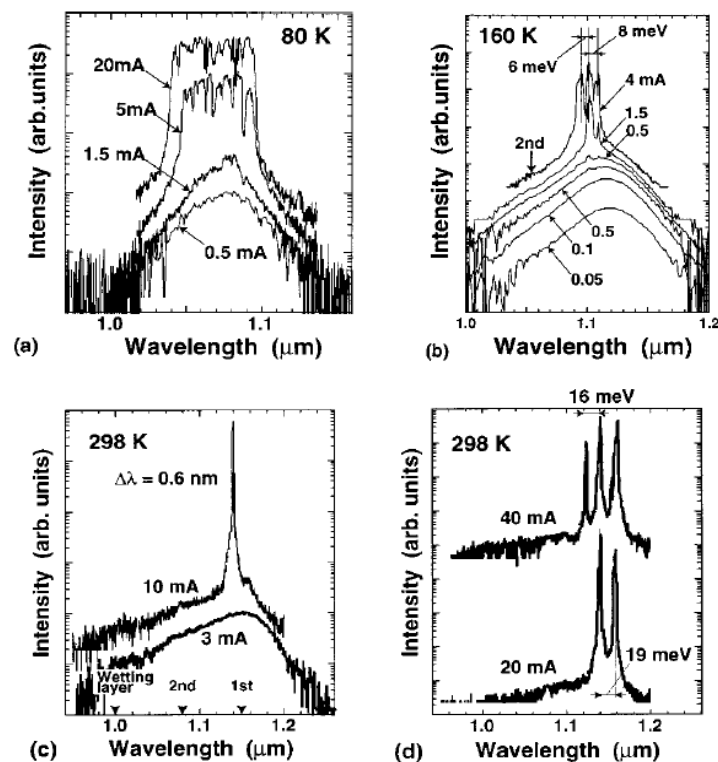 80 K
20mA
5mA
1.5 mA
0.5 mA
Intensity (arb.units)
1.0 1.1
(a) Wavelength (μm)
160 K
8 meV
6 meV
4 mA
1.5
0.5
2nd
0.5
0.1
0.05
Intensity (arb.units)
1.0 1.1 1.2
(b) Wavelength (μm)
298 K
Δλ = 0.6 nm
10 mA
3 mA
Wetting
layer 2nd 1st
Intensity (arb. units)
1.0 1.1 1.2
(c) Wavelength (μm)
16 meV
298 K
40 mA
19 meV
20 mA
Intensity (arb. units)
1.0 1.1 1.2
(d) Wavelength (μm)